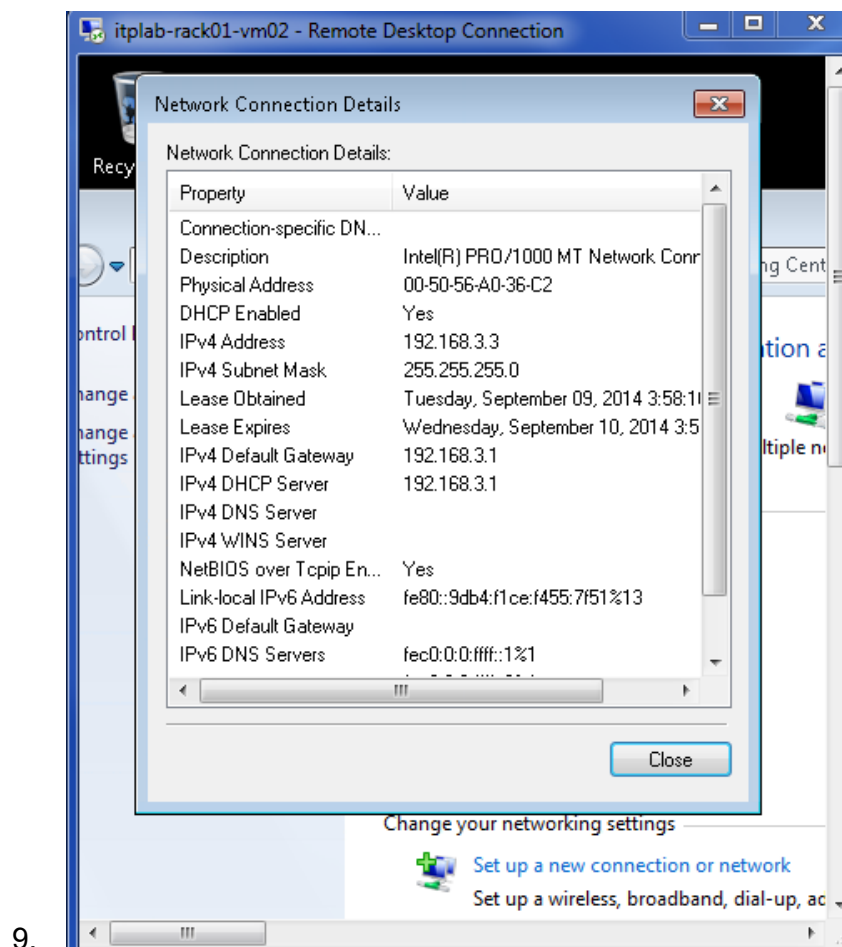 itplab-rack01-vm02 - Remote Desktop Connection
Network Connection Details
Recy
Network Connection Details:
Property Value
Connection-specific DN...
Description Intel(R) PRO/1000 MT Network Conr
Physical Address 00-50-56-A0-36-C2
DHCP Enabled Yes
IPv4 Address 192.168.3.3
IPv4 Subnet Mask 255.255.255.0
Lease Obtained Tuesday, September 09, 2014 3:58:1
Lease Expires Wednesday, September 10, 2014 3:5
IPv4 Default Gateway 192.168.3.1
IPv4 DHCP Server 192.168.3.1
IPv4 DNS Server
IPv4 WINS Server
NetBIOS over Tcpip En... Yes
Link-local IPv6 Address fe80::9db4:f1ce:f455:7f51%13
IPv6 Default Gateway
IPv6 DNS Servers fec0:0:0:ffff::1%1
ng Cent
ontrol
tion a
hange
hange
ttings
ltiple n
Close
Change your networking settings
Set up a new connection or network
Set up a wireless, broadband, dial-up, ad
9.